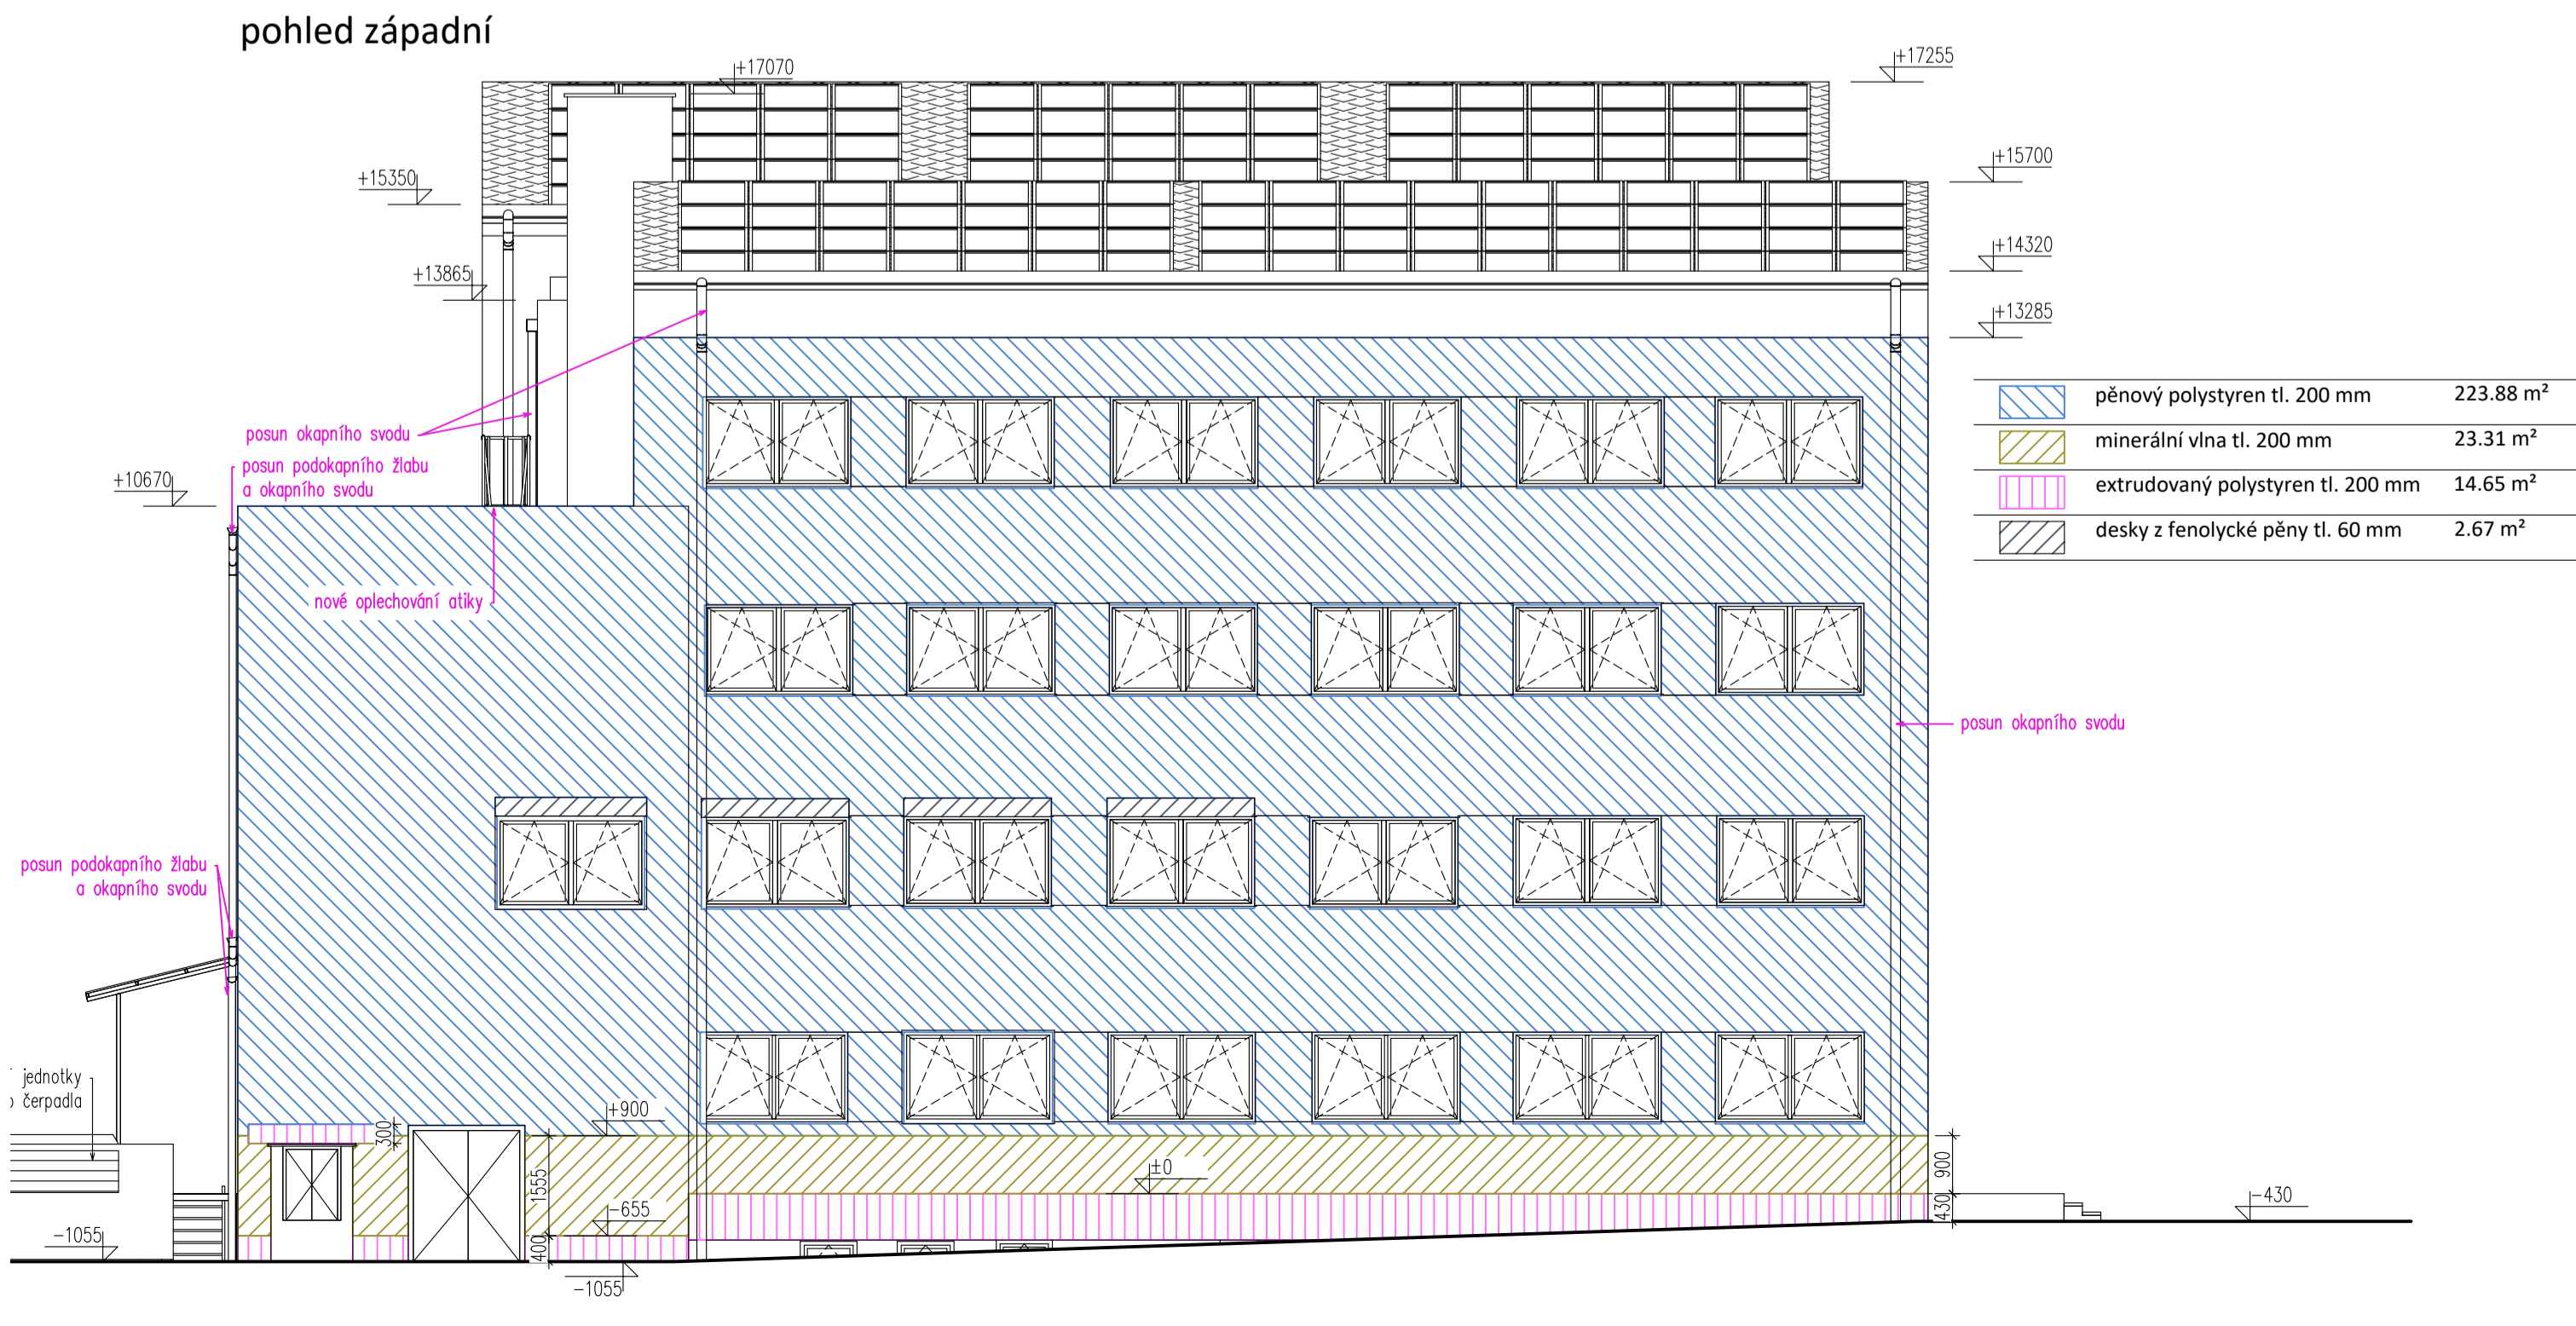 pohled západní
+17070
+17255
+15350
+15700
+13865
+14320
+13285
pěnový polystyren tl. 200 mm 223.88 m²
minerální vlna tl. 200 mm 23.31 m²
extrudovaný polystyren tl. 200 mm 14.65 m²
desky z fenolycké pěny tl. 60 mm 2.67 m²
posun okapního svodu
posun podokapního žlabu
a okapního svodu
+10670
nové oplechování atiky
posun okapního svodu
posun podokapního žlabu
a okapního svodu
jednotky
čerpadla
300
+900
1555
±0
900
430
-655
-430
-1055
400
-1055